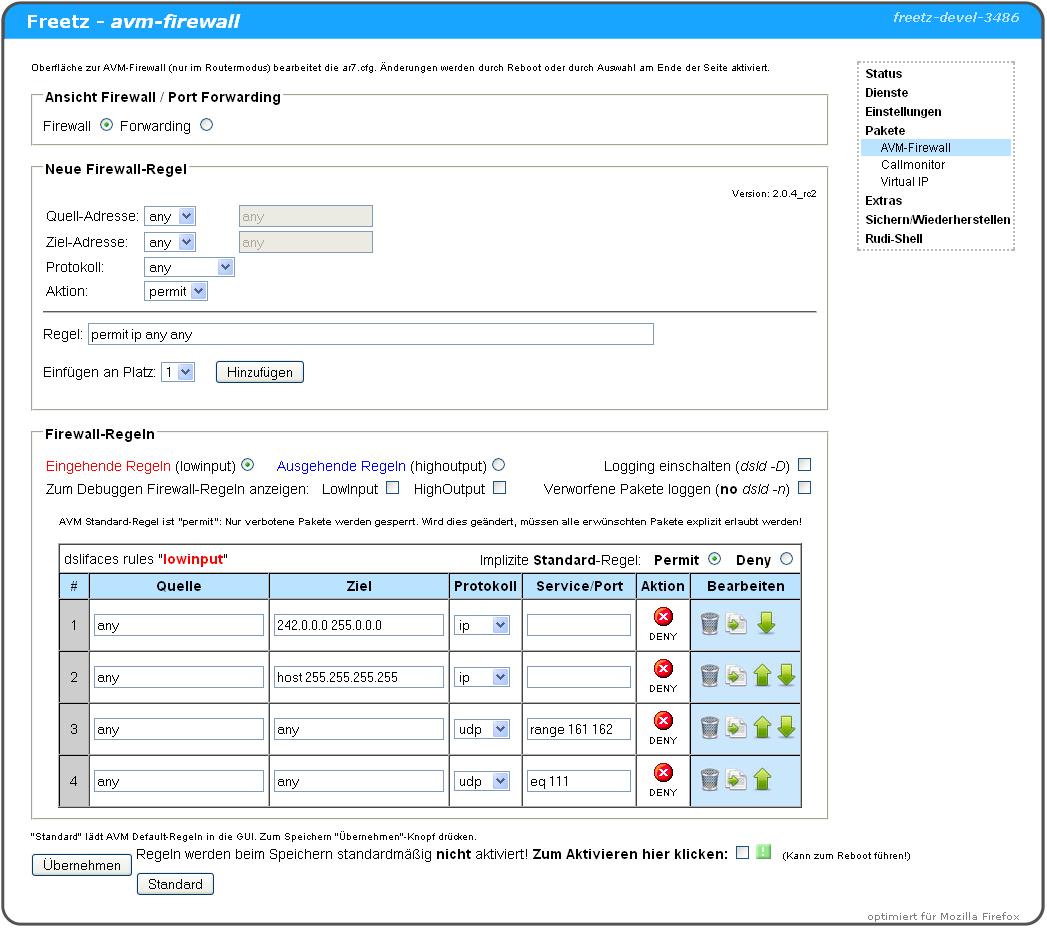 Freetz - avm-firewall
freetz-devel-3486
Oberfläche zur AVM-Firewall (nur im Routermodus) bearbeitet die ar7.cfg. Änderungen werden durch Reboot oder durch Auswahl am Ende der Seite aktiviert.
Status
Dienste
Einstellungen
Pakete
AVM-Firewall
Callmonitor
Virtual IP
Extras
Sichern/Wiederherstellen
Rudi-Shell
Ansicht Firewall / Port Forwarding
Firewall Forwarding
Neue Firewall-Regel
Version: 2.0.4_rc2
Quell-Adresse: any any
Ziel-Adresse: any any
Protokoll: any
Aktion: permit
Regel: permit ip any any
Einfügen an Platz: 1 Hinzufügen
Firewall-Regeln
Eingehende Regeln (lowinput) Ausgehende Regeln (highoutput) Logging einschalten (dsld -D)
Zum Debuggen Firewall-Regeln anzeigen: LowInput HighOutput Verworfene Pakete loggen (no dsld -n)
AVM Standard-Regel ist "permit": Nur verbotene Pakete werden gesperrt. Wird dies geändert, müssen alle erwünschten Pakete explizit erlaubt werden!
dslifaces rules "lowinput" Implizite Standard-Regel: Permit Deny
# Quelle Ziel Protokoll Service/Port Aktion Bearbeiten
1 any 242.0.0.0 255.0.0.0 ip DENY
2 any host 255.255.255.255 ip DENY
3 any any udp range 161 162 DENY
4 any any udp eq 111 DENY
"Standard" lädt AVM Default-Regeln in die GUI. Zum Speichern "Übernehmen"-Knopf drücken.
Übernehmen Regeln werden beim Speichern standardmäßig nicht aktiviert! Zum Aktivieren hier klicken: ! (Kann zum Reboot führen!)
Standard
optimiert für Mozilla Firefox